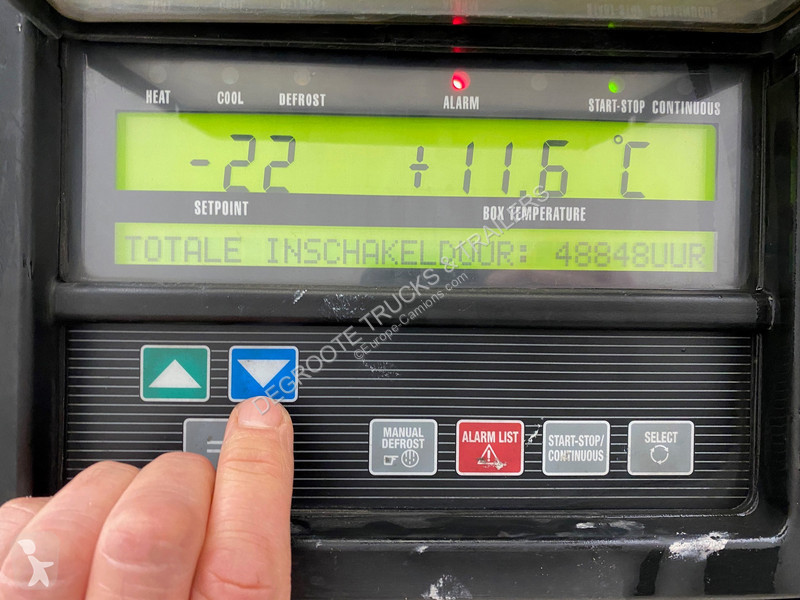 HEAT COOL DEFROST ALARM START-STOP CONTINUOUS
-22 +11.6 °C
SETPOINT BOX TEMPERATURE
TOTALE INSCHAKELDUUR: 48848UUR
DEGROOTE TRUCKS & TRAILERS
©Europe-Camions.com
MANUAL DEFROST
ALARM LIST
START-STOP/
CONTINUOUS
SELECT